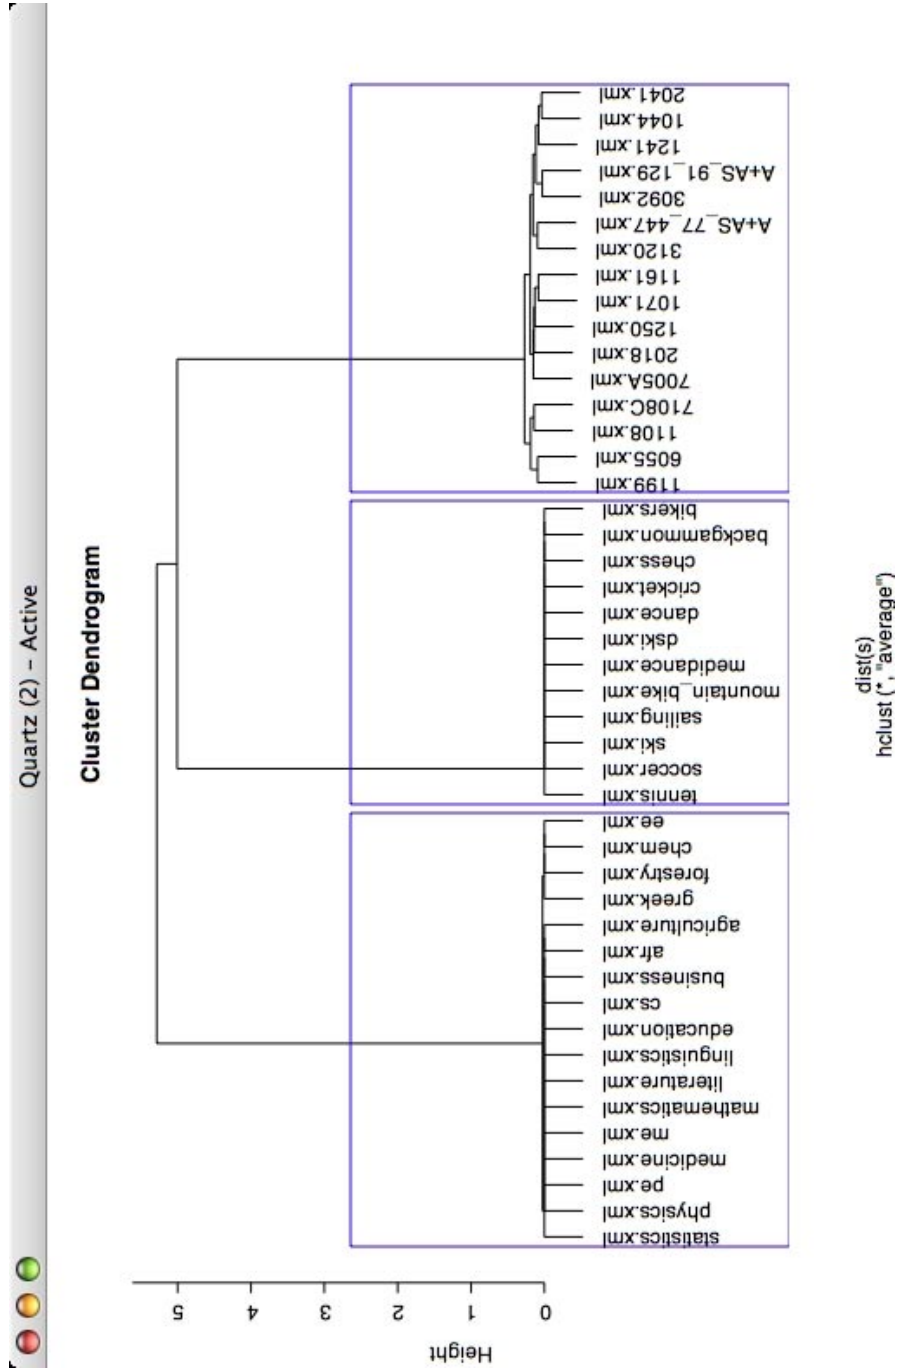 Quartz (2) - Active
Cluster Dendrogram
Height
0
1
2
3
4
5
statistics.xml
physics.xml
pe.xml
medicine.xml
me.xml
mathematics.xml
literature.xml
linguistics.xml
education.xml
cs.xml
business.xml
afr.xml
agriculture.xml
greek.xml
forestry.xml
chem.xml
ee.xml
tennis.xml
soccer.xml
ski.xml
sailing.xml
mountain_bike.xml
medidance.xml
dski.xml
dance.xml
cricket.xml
chess.xml
backgammon.xml
bikers.xml
1199.xml
6055.xml
1108.xml
7108C.xml
7005A.xml
2018.xml
1250.xml
1071.xml
1161.xml
3120.xml
A+AS_77_447.xml
3092.xml
A+AS_91_129.xml
1241.xml
1044.xml
2041.xml
dist(s)
hclust (*, "average")